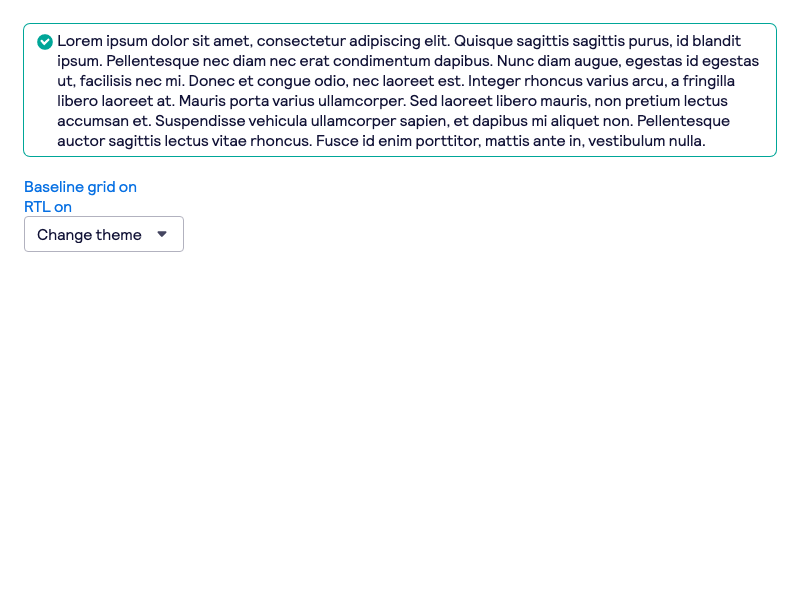 Lorem ipsum dolor sit amet, consectetur adipiscing elit. Quisque sagittis sagittis purus, id blandit
ipsum. Pellentesque nec diam nec erat condimentum dapibus. Nunc diam augue, egestas id egestas
ut, facilisis nec mi. Donec et congue odio, nec laoreet est. Integer rhoncus varius arcu, a fringilla
libero laoreet at. Mauris porta varius ullamcorper. Sed laoreet libero mauris, non pretium lectus
accumsan et. Suspendisse vehicula ullamcorper sapien, et dapibus mi aliquet non. Pellentesque
auctor sagittis lectus vitae rhoncus. Fusce id enim porttitor, mattis ante in, vestibulum nulla.
Baseline grid on
RTL on
Change theme